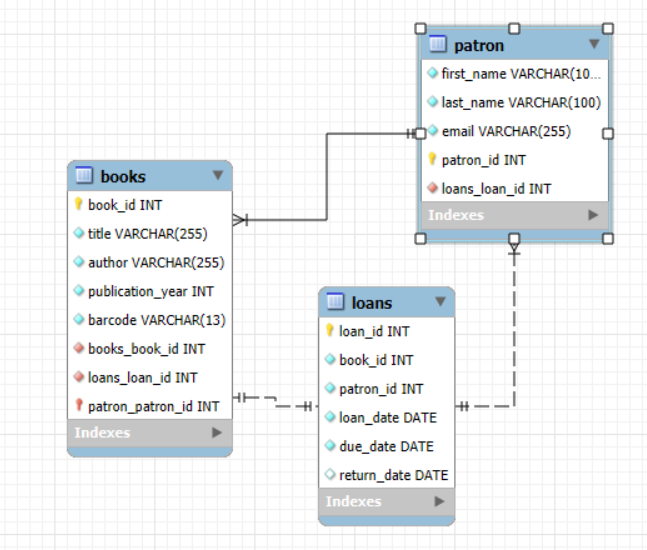 patron
first_name VARCHAR(10...
last_name VARCHAR(100)
email VARCHAR(255)
patron_id INT
loans_loan_id INT
Indexes
books
book_id INT
title VARCHAR(255)
author VARCHAR(255)
publication_year INT
barcode VARCHAR(13)
books_book_id INT
loans_loan_id INT
patron_patron_id INT
Indexes
loans
loan_id INT
book_id INT
patron_id INT
loan_date DATE
due_date DATE
return_date DATE
Indexes